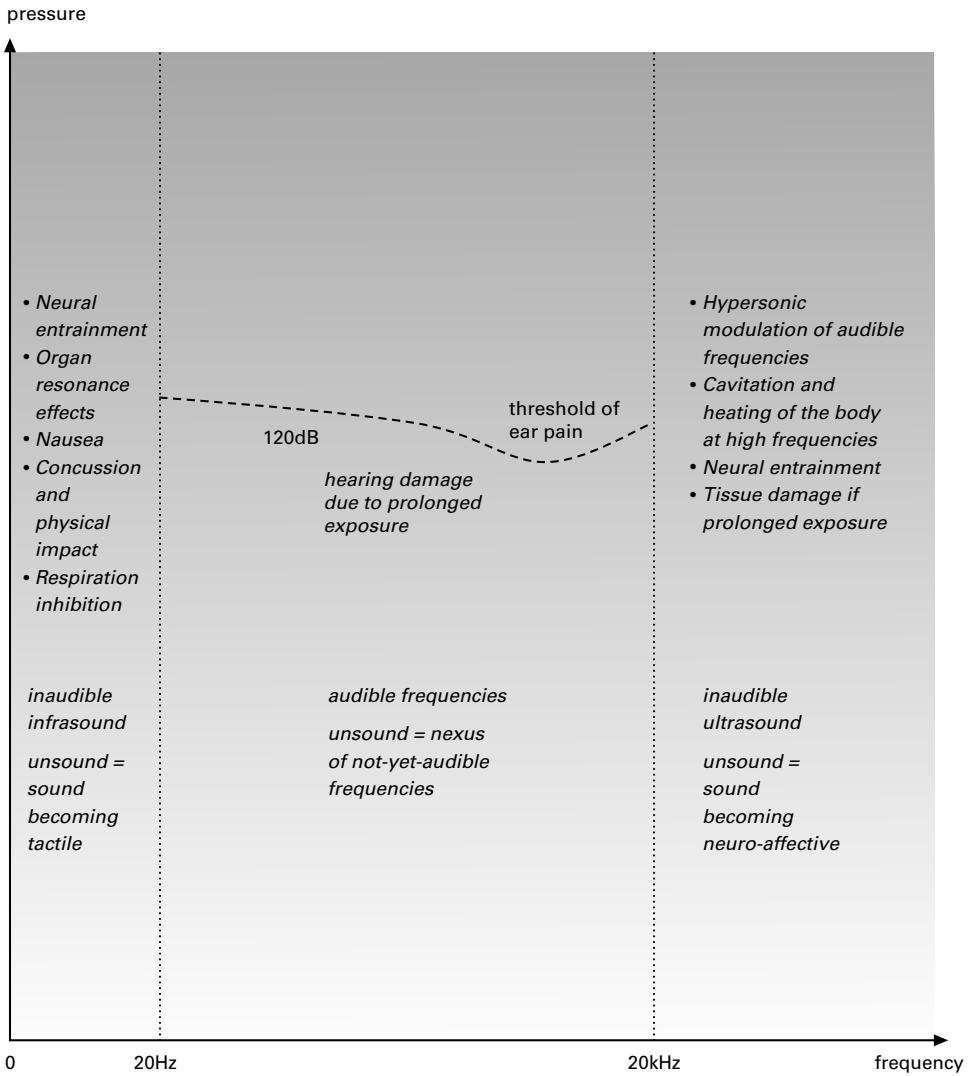 pressure
• Neural
entrainment
• Organ
resonance
effects
• Nausea
• Concussion
and
physical
impact
• Respiration
inhibition
120dB
threshold of
ear pain
hearing damage
due to prolonged
exposure
• Hypersonic
modulation of audible
frequencies
• Cavitation and
heating of the body
at high frequencies
• Neural entrainment
• Tissue damage if
prolonged exposure
inaudible
infrasound
unsound =
sound
becoming
tactile
audible frequencies
unsound = nexus
of not-yet-audible
frequencies
inaudible
ultrasound
unsound =
sound
becoming
neuro-affective
0
20Hz
20kHz
frequency